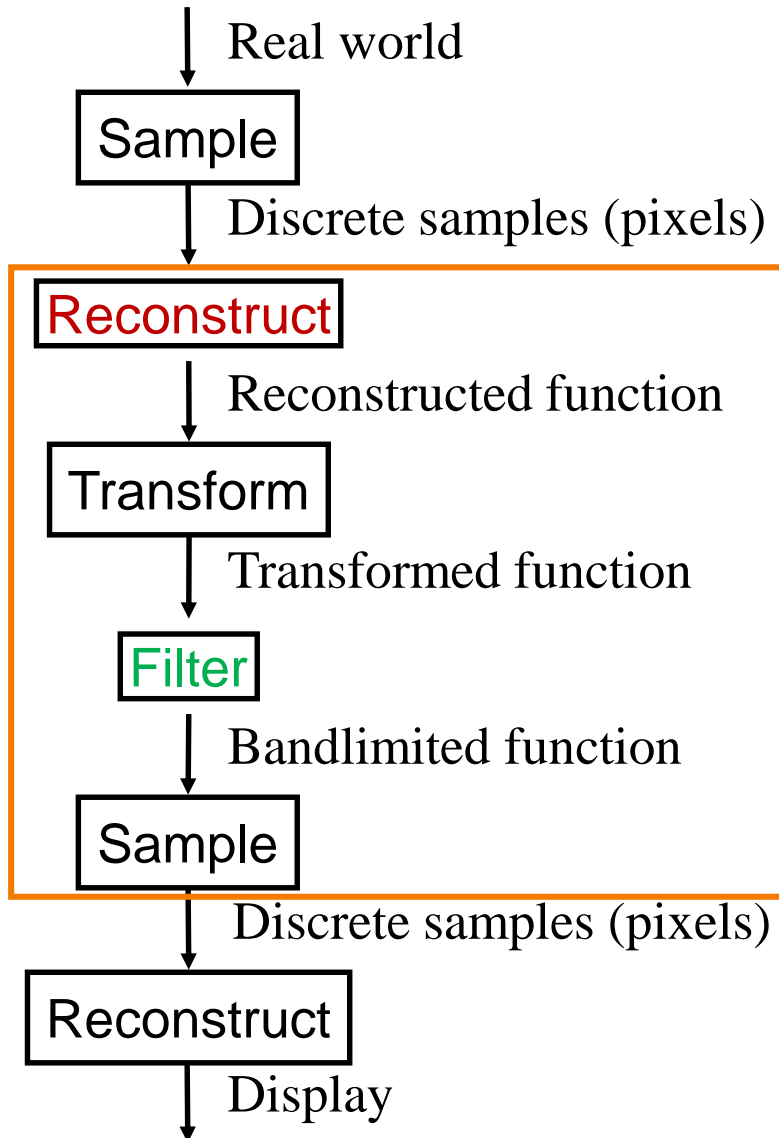 Real world
Sample
Discrete samples (pixels)
Reconstruct
Reconstructed function
Transform
Transformed function
Filter
Bandlimited function
Sample
Discrete samples (pixels)
Reconstruct
Display